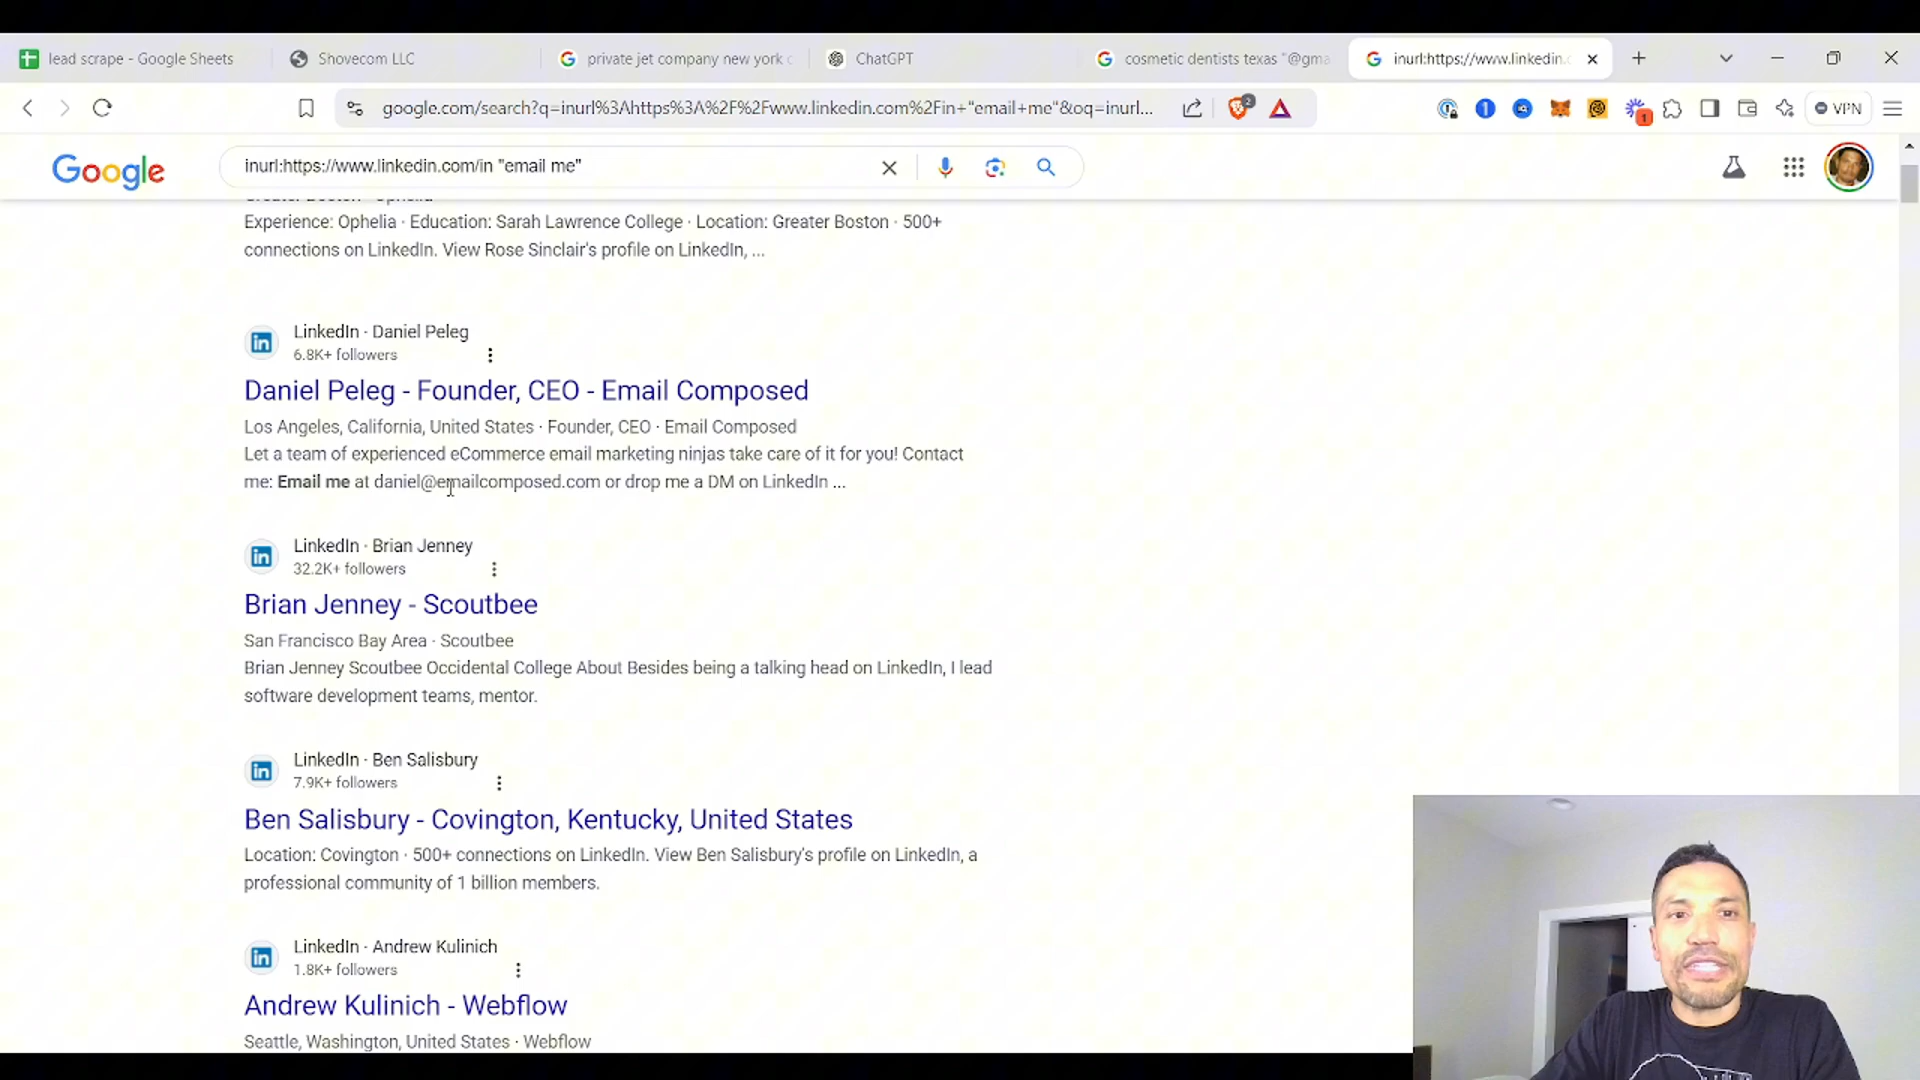 lead scrape - Google Sheets
Shovecom LLC
private jet company new york c
ChatGPT
cosmetic dentists texas "@gma
inurl:https://www.linkedin.c
google.com/search?q=inurl%3Ahttps%3A%2F%2Fwww.linkedin.com%2Fin+"email+me"&oq=inurl...
2
1
1
VPN
Google
inurl:https://www.linkedin.com/in "email me"
Experience: Ophelia · Education: Sarah Lawrence College · Location: Greater Boston · 500+
connections on LinkedIn. View Rose Sinclair's profile on LinkedIn, ...
in
LinkedIn · Daniel Peleg
6.8K+ followers
Daniel Peleg - Founder, CEO - Email Composed
Los Angeles, California, United States · Founder, CEO · Email Composed
Let a team of experienced eCommerce email marketing ninjas take care of it for you! Contact
me: Email me at daniel@emailcomposed.com or drop me a DM on LinkedIn ...
in
LinkedIn · Brian Jenney
32.2K+ followers
Brian Jenney - Scoutbee
San Francisco Bay Area · Scoutbee
Brian Jenney Scoutbee Occidental College About Besides being a talking head on LinkedIn, I lead
software development teams, mentor.
in
LinkedIn · Ben Salisbury
7.9K+ followers
Ben Salisbury - Covington, Kentucky, United States
Location: Covington · 500+ connections on LinkedIn. View Ben Salisbury's profile on LinkedIn, a
professional community of 1 billion members.
in
LinkedIn · Andrew Kulinich
1.8K+ followers
Andrew Kulinich - Webflow
Seattle, Washington, United States · Webflow